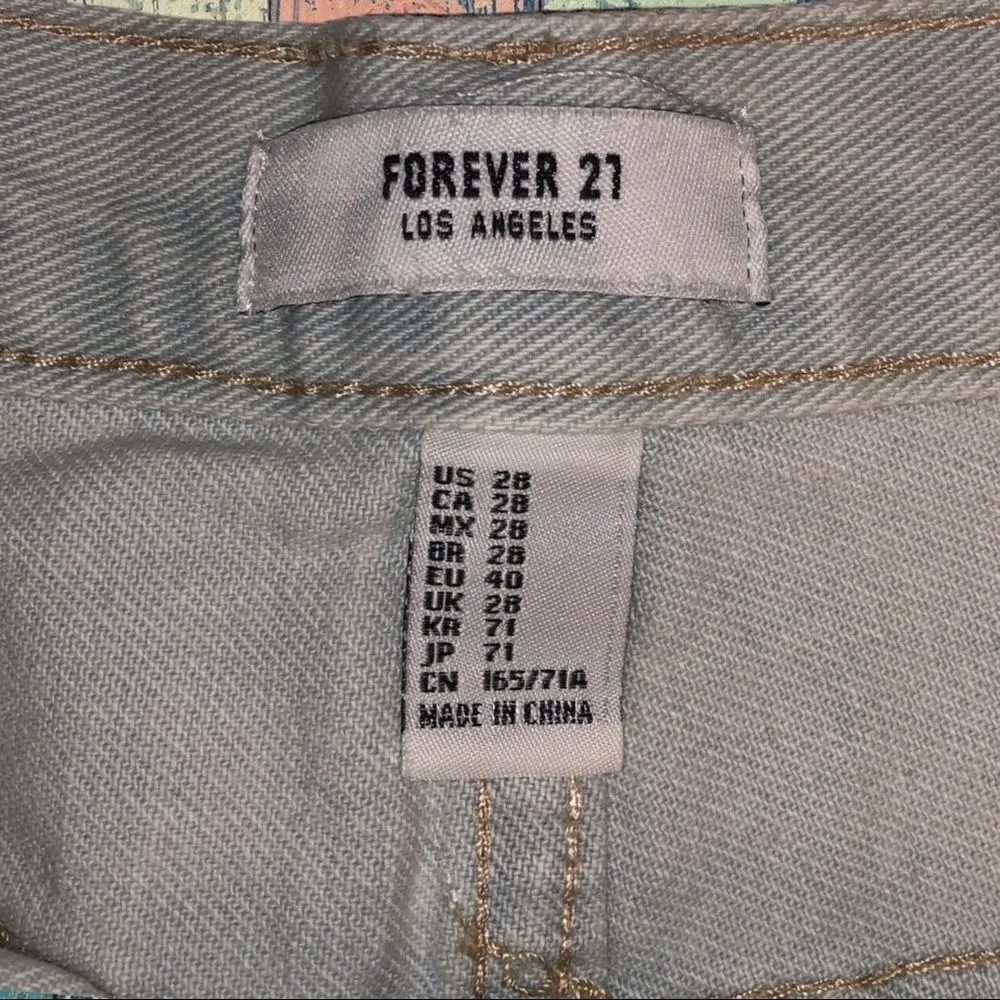 FOREVER 21
LOS ANGELES
US 28
CA 28
MX 28
BR 28
EU 40
UK 28
KR 71
JP 71
CN 165/71A
MADE IN CHINA